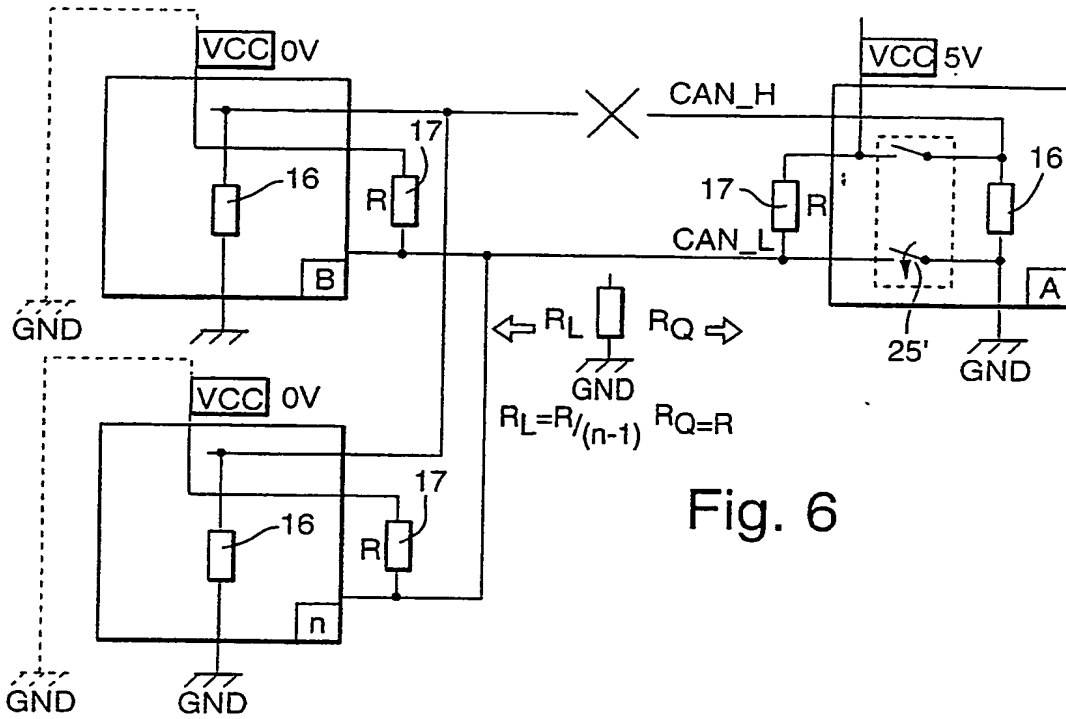 VCC 0V
VCC 5V
CAN_H
17
16
R
B
GND
17
R
16
CAN_L
25'
A
GND
R_L
R_Q
GND
R_L=R/(n-1) R_Q=R
VCC 0V
17
16
R
n
GND
GND
Fig. 6